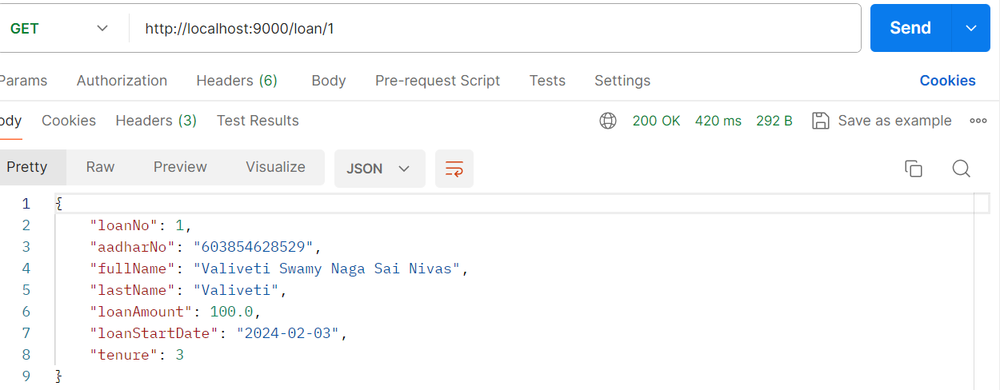 GET http://localhost:9000/loan/1 Send
Params Authorization Headers (6) Body Pre-request Script Tests Settings Cookies
ody Cookies Headers (3) Test Results 200 OK 420 ms 292 B Save as example
Pretty Raw Preview Visualize JSON
1 {
2 "loanNo": 1,
3 "aadharNo": "603854628529",
4 "fullName": "Valiveti Swamy Naga Sai Nivas",
5 "lastName": "Valiveti",
6 "loanAmount": 100.0,
7 "loanStartDate": "2024-02-03",
8 "tenure": 3
9 }